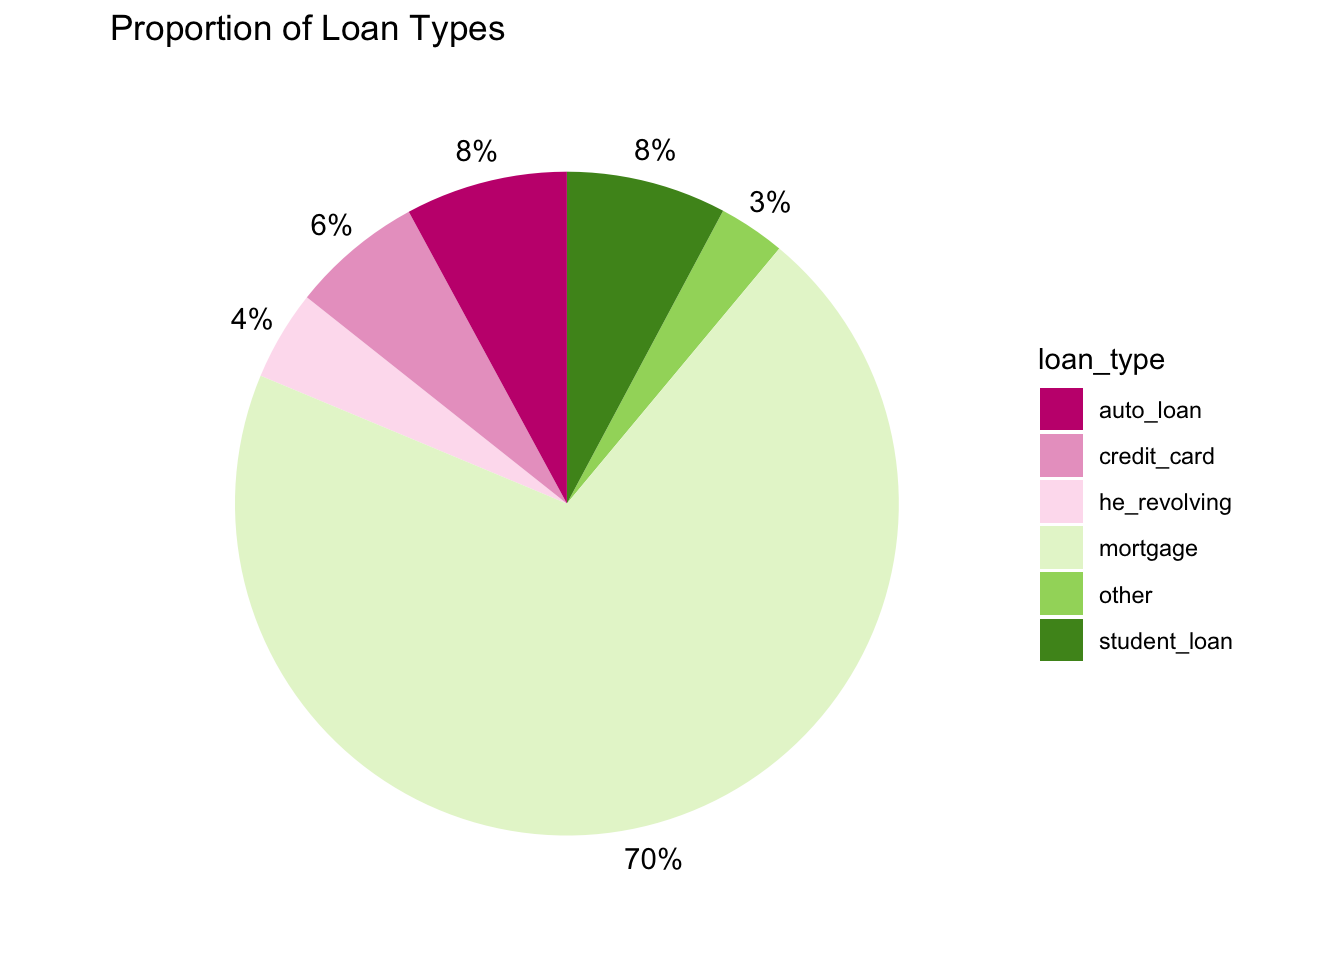 Proportion of Loan Types
8%
8%
3%
6%
4%
70%
loan_type
auto_loan
credit_card
he_revolving
mortgage
other
student_loan